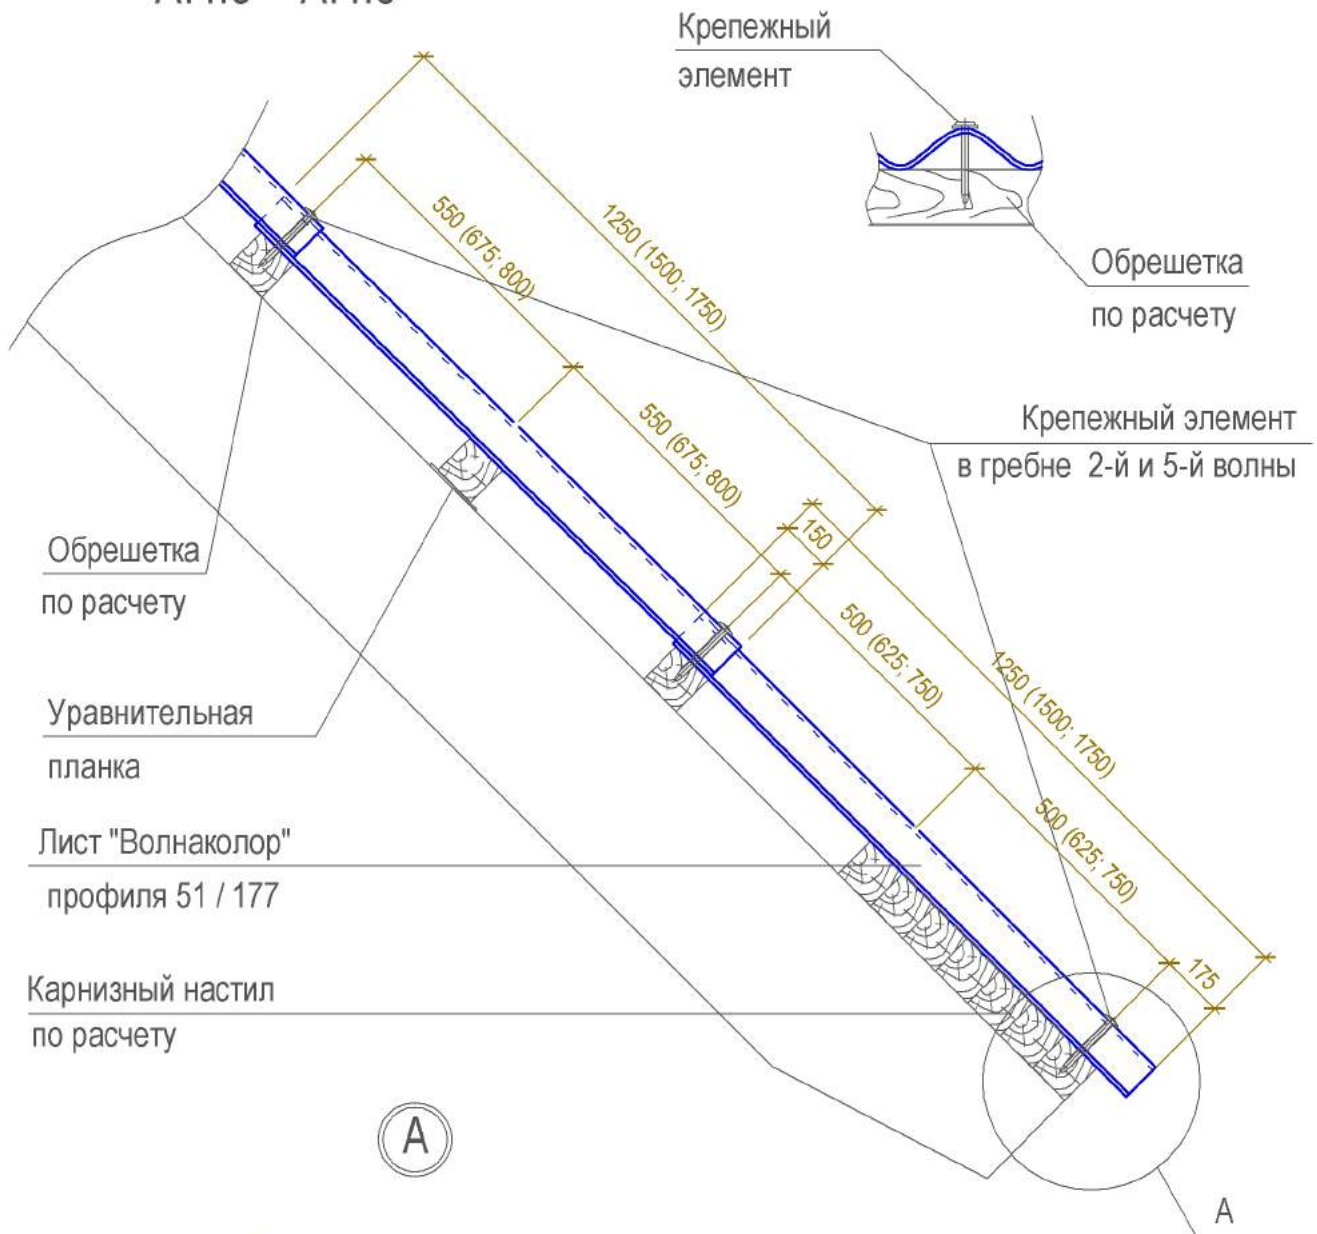 Крепежный
элемент
550 (675; 800)
1250 (1500; 1750)
Обрешетка
по расчету
550 (675; 800)
Крепежный элемент
в гребне 2-й и 5-й волны
150
Обрешетка
по расчету
500 (625; 750)
1250 (1500; 1750)
Уравнительная
планка
Лист "Волнаколор"
профиля 51 / 177
500 (625; 750)
175
Карнизный настил
по расчету
А
А